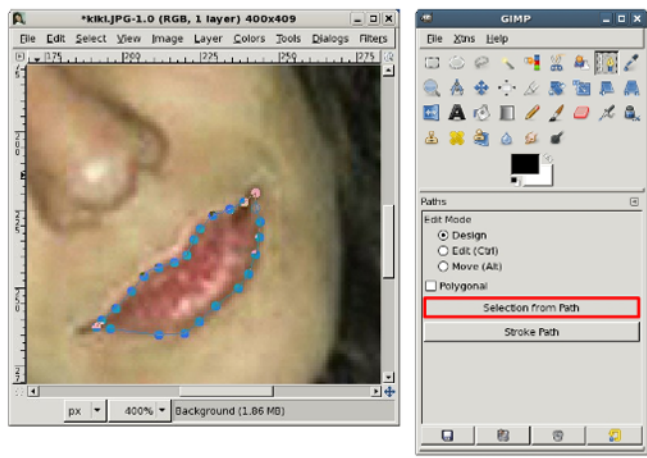 *kiki.JPG-1.0 (RGB, 1 layer) 400x409
File Edit Select View Image Layer Colors Tools Dialogs Filters
175 200 225 250 275
px 400% Background (1.86 MB)
GIMP
File Xtns Help
Paths
Edit Mode
Design
Edit (Ctrl)
Move (Alt)
Polygonal
Selection from Path
Stroke Path